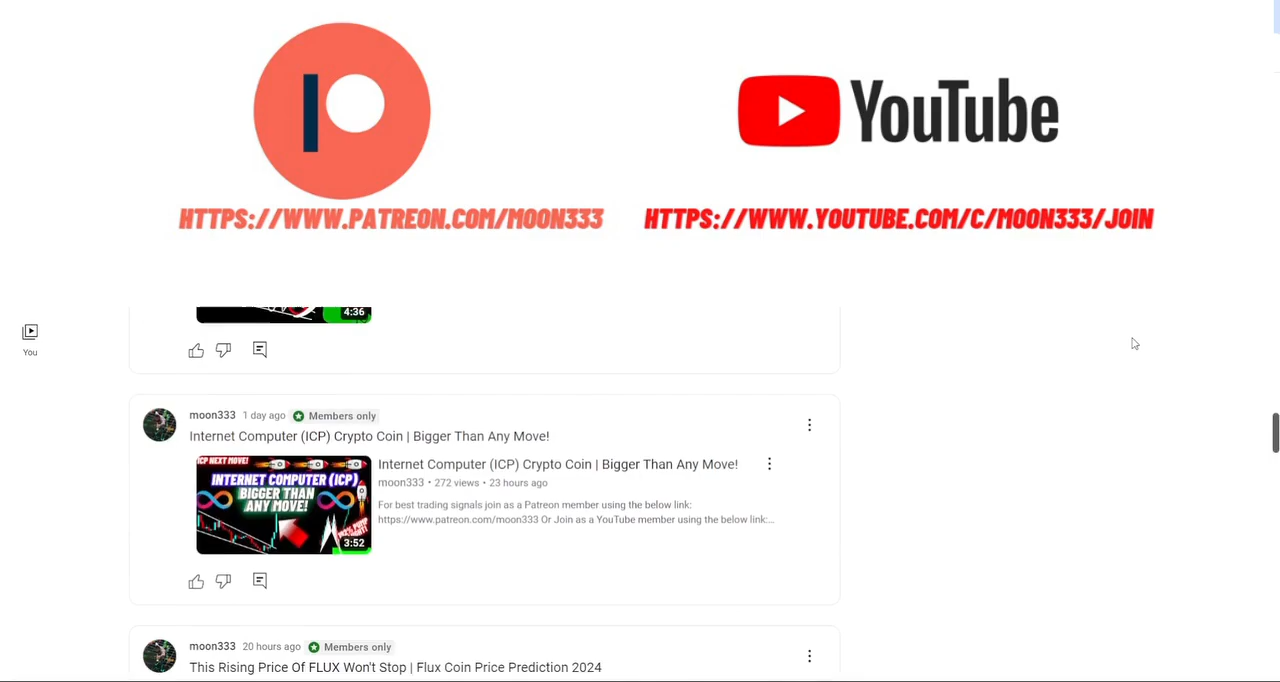 YouTube
HTTPS://WWW.PATREON.COM/MOON333
HTTPS://WWW.YOUTUBE.COM/C/MOON333/JOIN
4:36
You
moon333 1 day ago Members only
Internet Computer (ICP) Crypto Coin | Bigger Than Any Move!
ICP NEXT MOVE!
INTERNET COMPUTER (ICP)
BIGGER THAN
ANY MOVE!
3:52
Internet Computer (ICP) Crypto Coin | Bigger Than Any Move!
moon333 • 272 views • 23 hours ago
For best trading signals join as a Patreon member using the below link:
https://www.patreon.com/moon333 Or Join as a YouTube member using the below link:...
moon333 20 hours ago Members only
This Rising Price Of FLUX Won't Stop | Flux Coin Price Prediction 2024